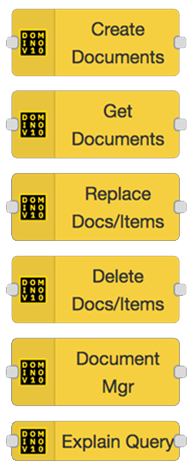 DOM
INO
V10
Create
Documents
DOM
INO
V10
Get
Documents
DOM
INO
V10
Replace
Docs/Items
DOM
INO
V10
Delete
Docs/Items
DOM
INO
V10
Document
Mgr
DOM
INO
V10
Explain Query